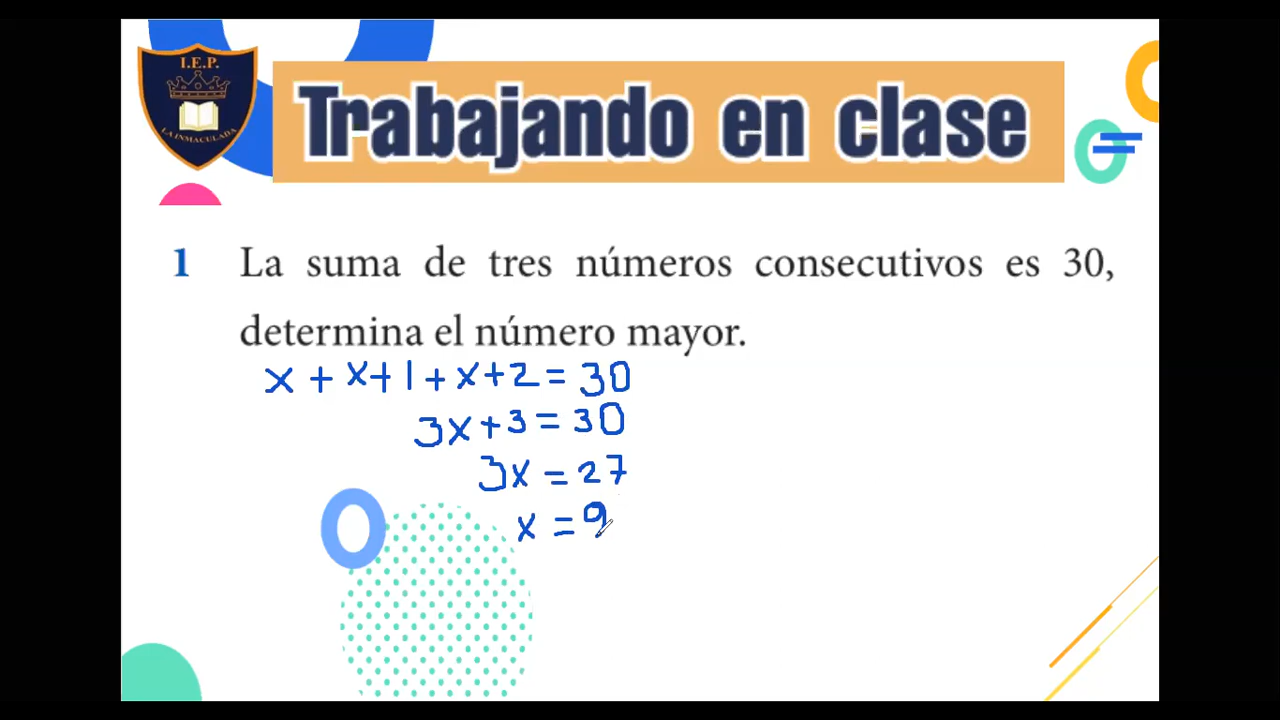 I.E.P.
LA INMACULADA
Trabajando en clase
1 La suma de tres números consecutivos es 30,
determina el número mayor.
x + x+1+x+2=30
3x+3=30
3x=27
x=9